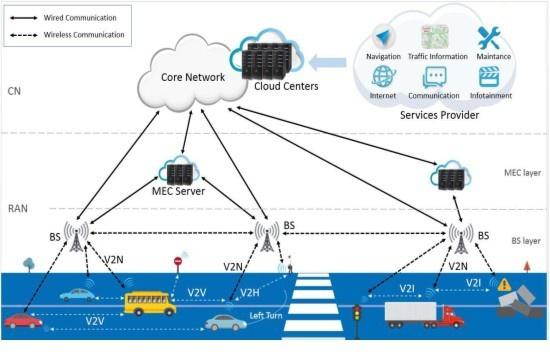 Wired Communication
Wireless Communication
Core Network
Cloud Centers
Navigation
Traffic Information
Maintance
Internet
Communication
Infotainment
Services Provider
CN
MEC Server
MEC layer
RAN
BS
BS
BS
BS layer
V2N
V2N
V2H
V2N
V2I
V2V
V2I
V2I
V2V
Left Turn